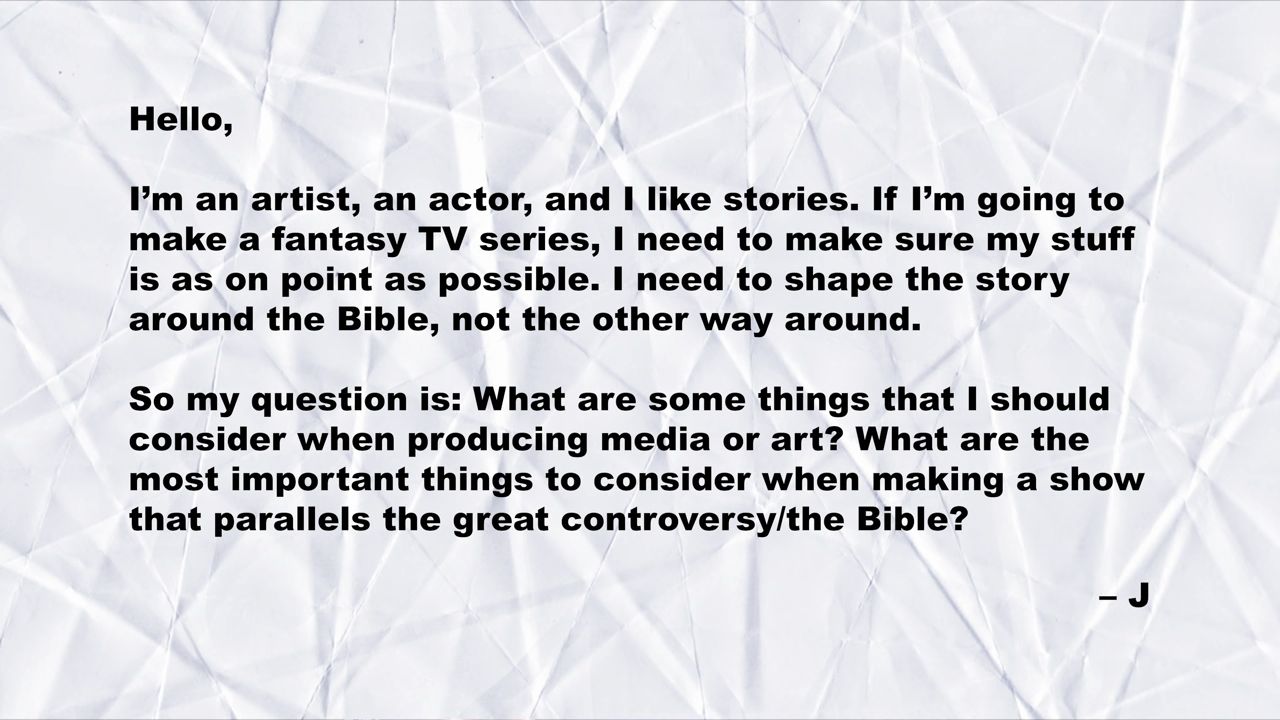 Hello,
I’m an artist, an actor, and I like stories. If I’m going to
make a fantasy TV series, I need to make sure my stuff
is as on point as possible. I need to shape the story
around the Bible, not the other way around.
So my question is: What are some things that I should
consider when producing media or art? What are the
most important things to consider when making a show
that parallels the great controversy/the Bible?
– J